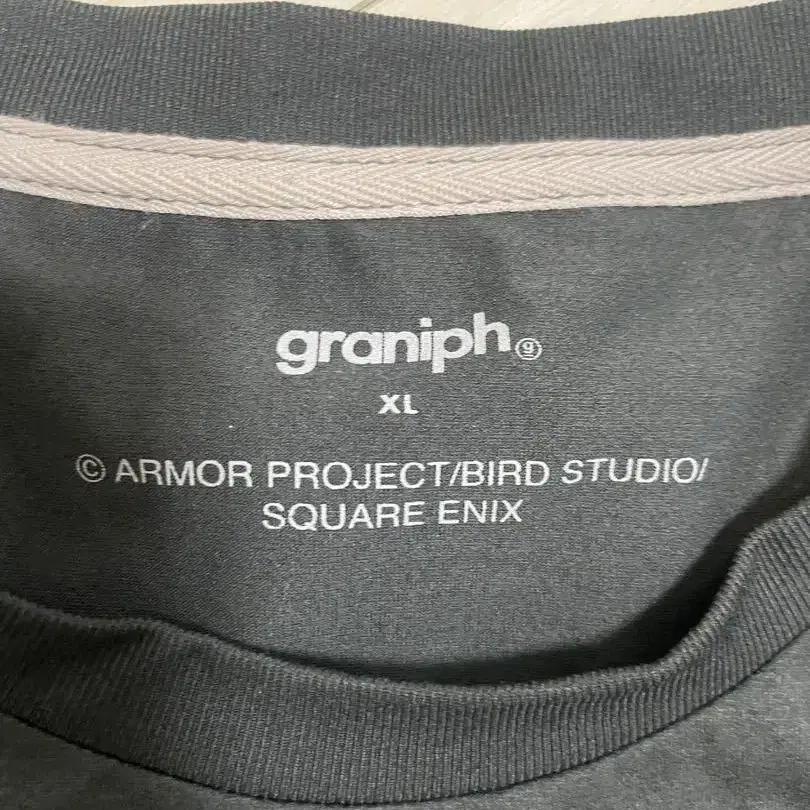 graniph
XL
© ARMOR PROJECT/BIRD STUDIO/
SQUARE ENIX